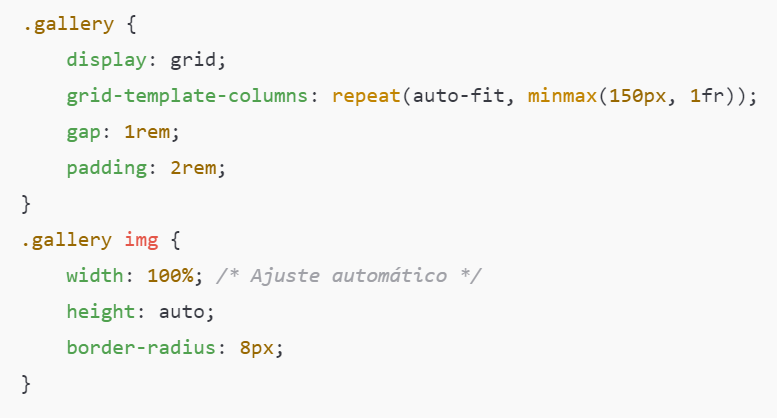 .gallery {
    display: grid;
    grid-template-columns: repeat(auto-fit, minmax(150px, 1fr));
    gap: 1rem;
    padding: 2rem;
}
.gallery img {
    width: 100%; /* Ajuste automático */
    height: auto;
    border-radius: 8px;
}